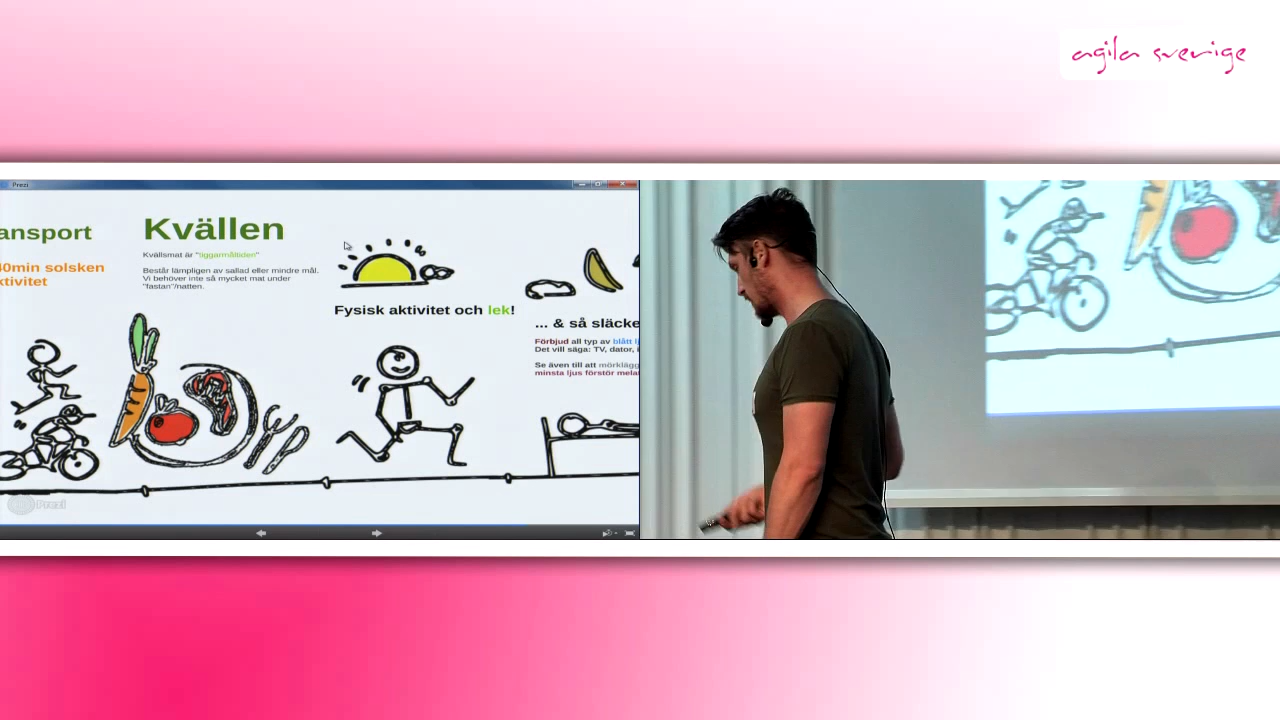 agila sverige
Prezi
ansport
40min solsken
ktivitet
Kvällen
Kvällsmat är "tiggarmåltiden"
Består lämpligen av sallad eller mindre mål.
Vi behöver inte så mycket mat under
"fastan"/natten.
Fysisk aktivitet och lek!
... & så släcke
Förbjud all typ av blått l
Det vill säga: TV, dator,
Se även till att mörklägg
minsta ljus förstör mela
Prezi